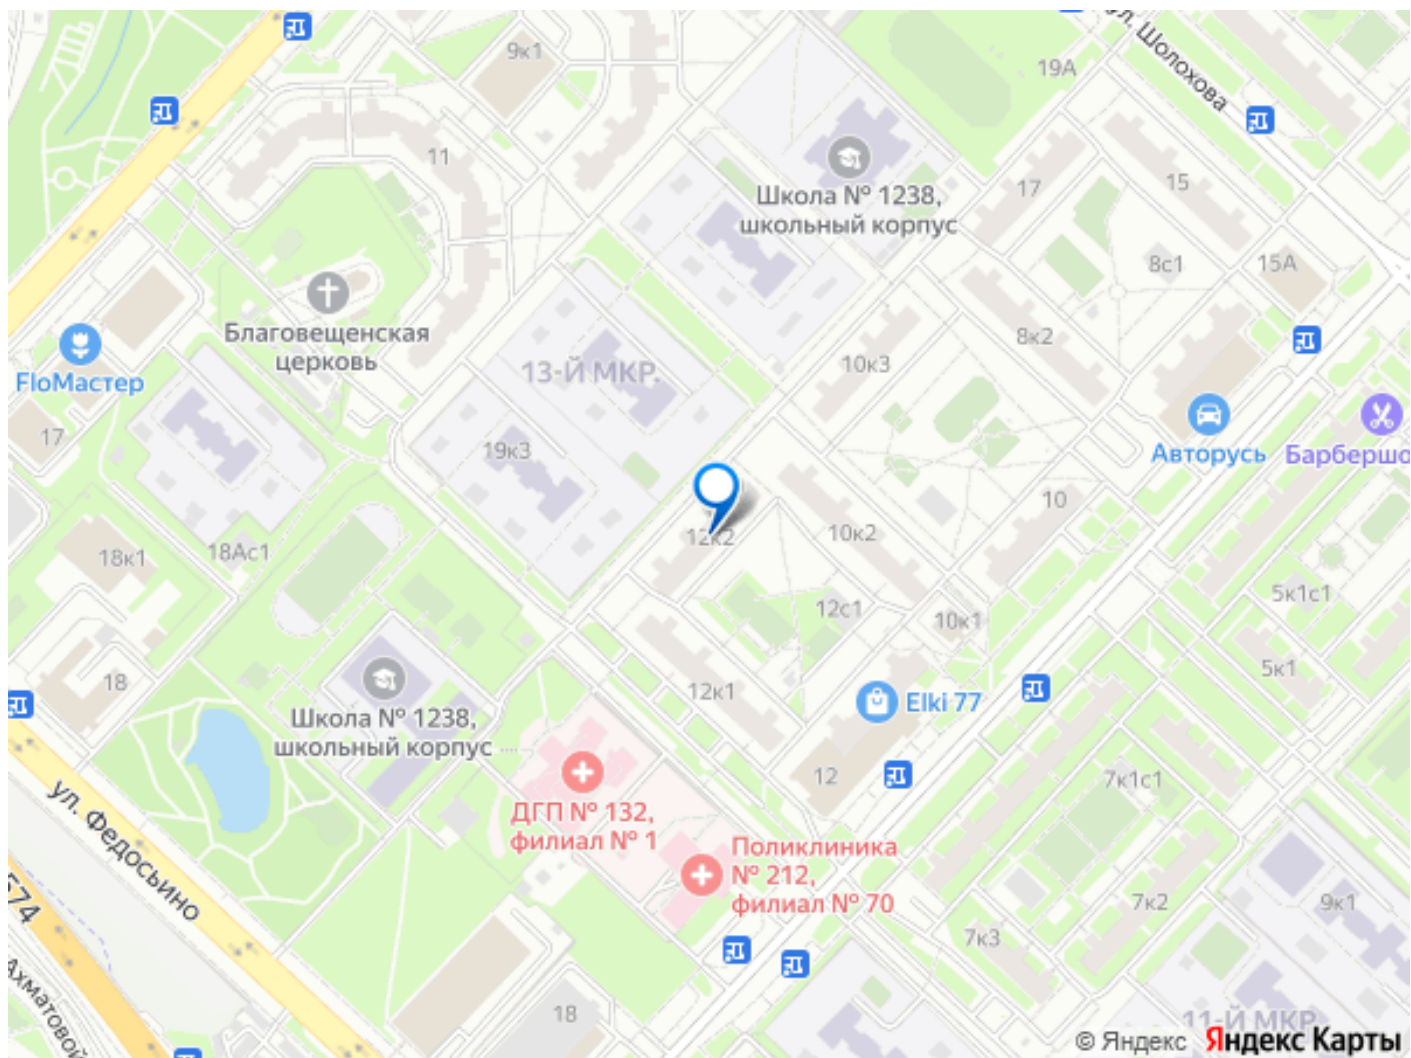 9к1
ул. Шолохова
19А
11
Школа № 1238,
школьный корпус
17
15
8с1
15А
Благовещенская
церковь
FloМастер
13-Й МКР.
8к2
10к3
Авторусь
Барбершо
17
19к3
10
18к1
18Ас1
12к2
10к2
5к1с1
12с1
10к1
5к1
18
12к1
Elki 77
Школа № 1238,
школьный корпус
12
7к1с1
ул. Федосьино
ДГП № 132,
филиал № 1
Поликлиника
№ 212,
филиал № 70
574
7к2
9к1
7к3
Ахматовой
18
11-Й МКР
© Яндекс Яндекс Карты